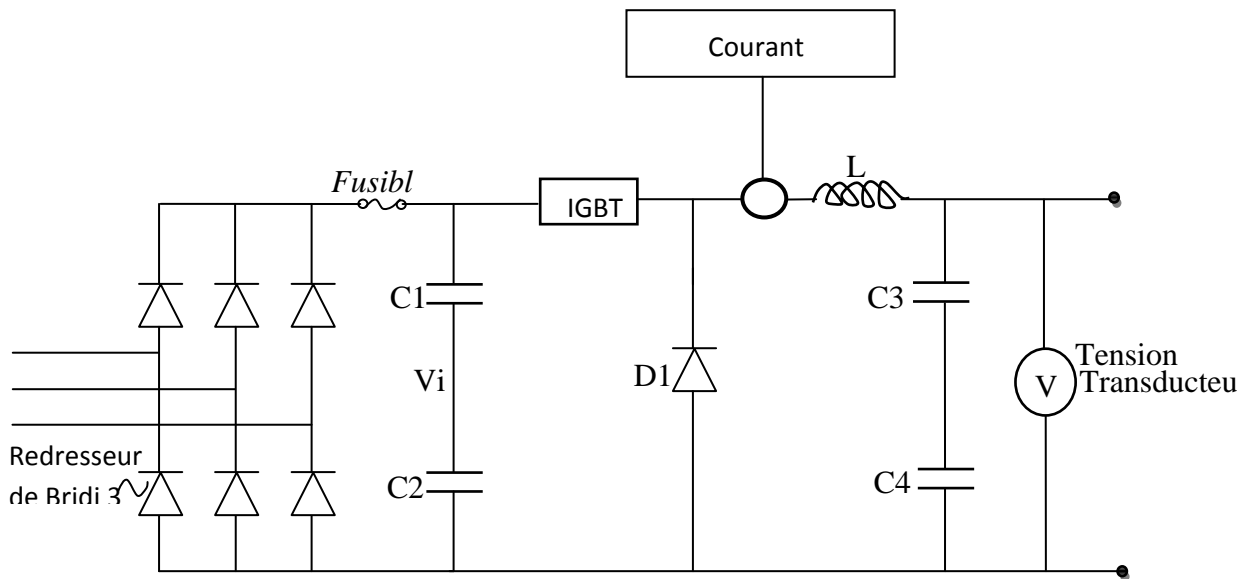 Courant
L
Fusibl
IGBT
C1
C3
Vi
D1
V
Tension
Transducteu
Redresseur
de Bridi 3
C2
C4